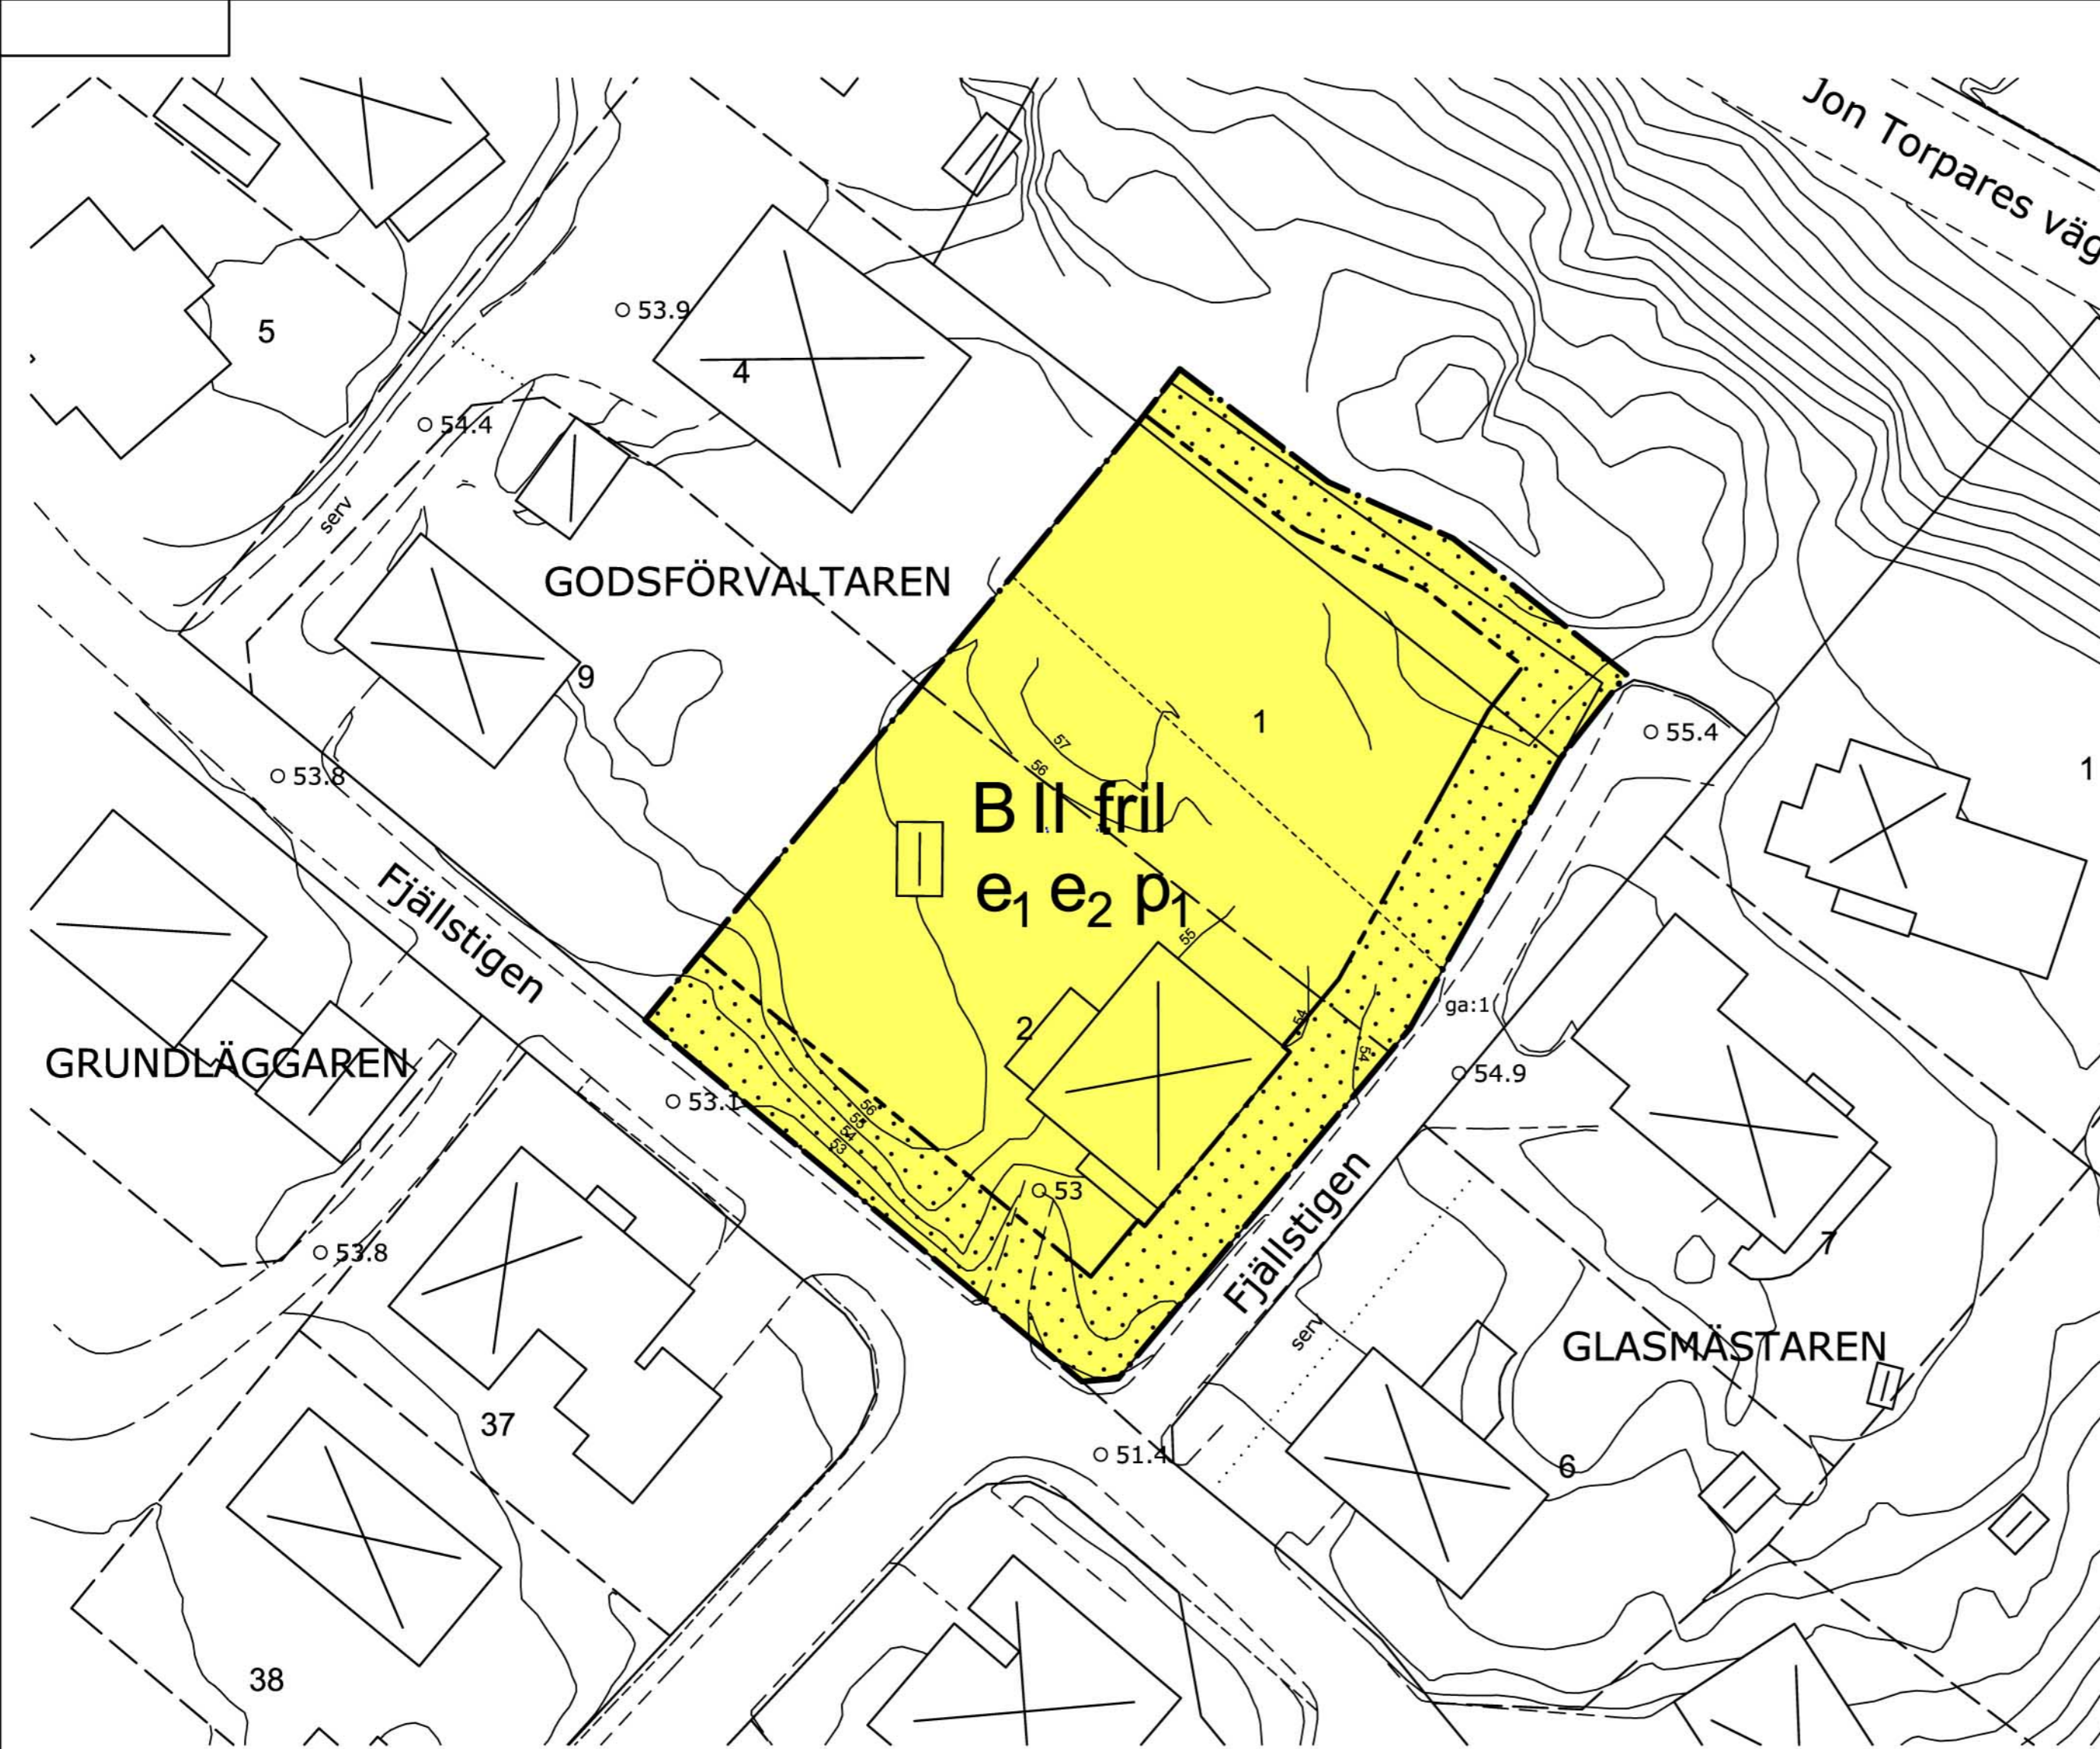 Jon Torpares väg
5
53.9
4
54.4
serv
GODSFÖRVALTAREN
9
1
55.4
57
56
1
53.8
B II fril
e1 e2 p1
Fjällstigen
55
ga:1
54
2
54
GRUNDLÄGGAREN
54.9
53.1
56
55
54
53
53
53.8
Fjällstigen
7
serv
GLASMÄSTAREN
37
51.4
6
38